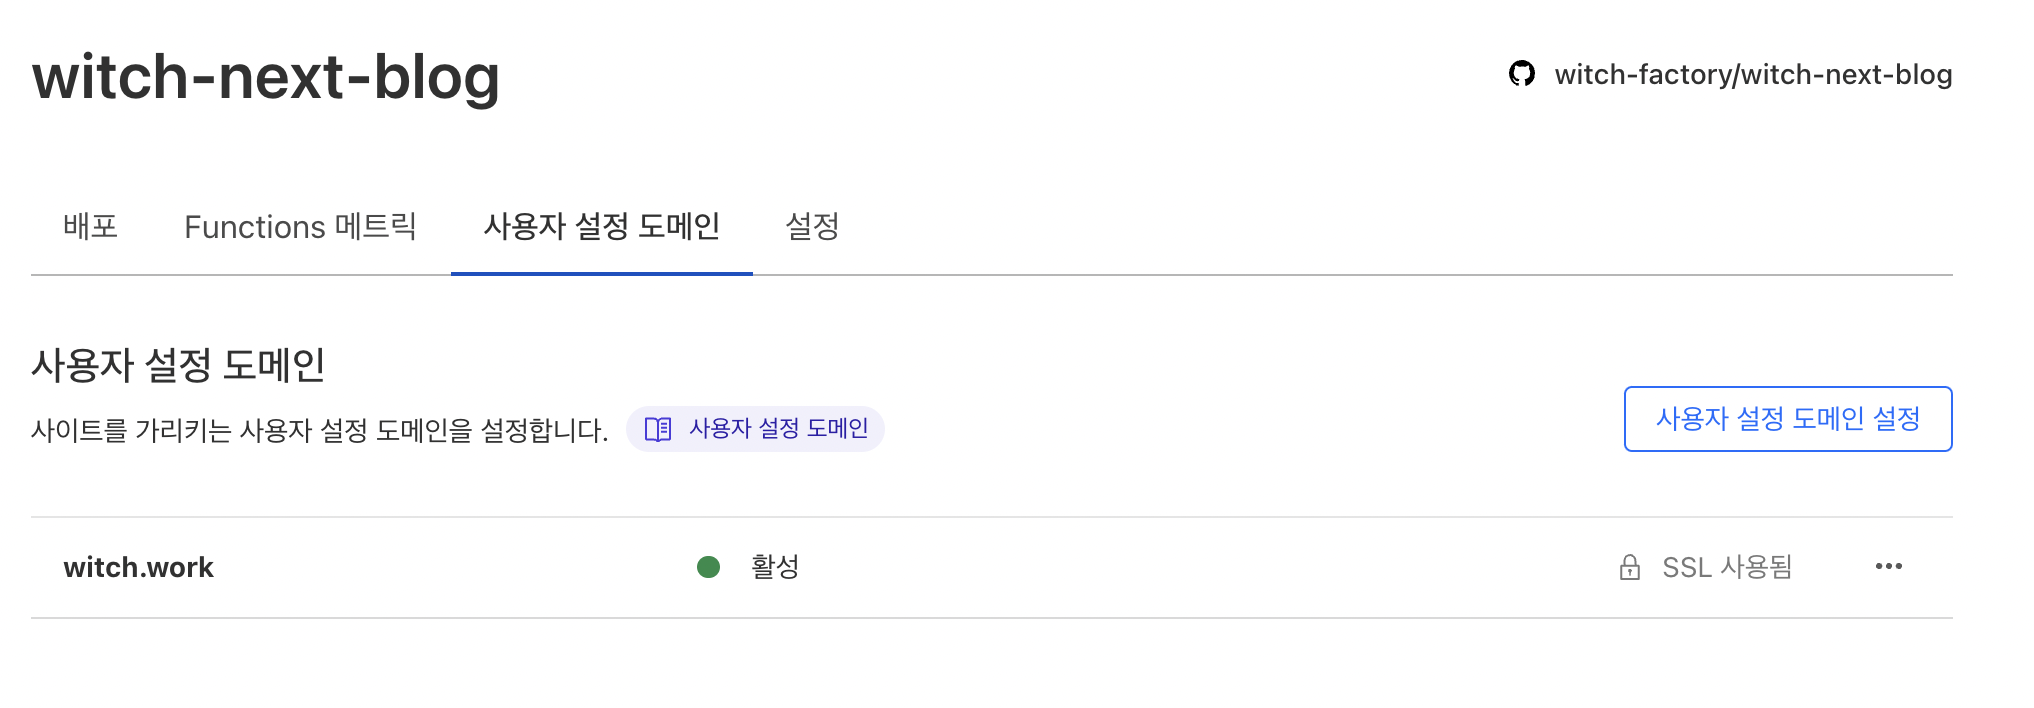 witch-next-blog
witch-factory/witch-next-blog
배포 Functions 메트릭 사용자 설정 도메인 설정
사용자 설정 도메인
사이트를 가리키는 사용자 설정 도메인을 설정합니다. 사용자 설정 도메인
사용자 설정 도메인 설정
witch.work 활성 SSL 사용됨